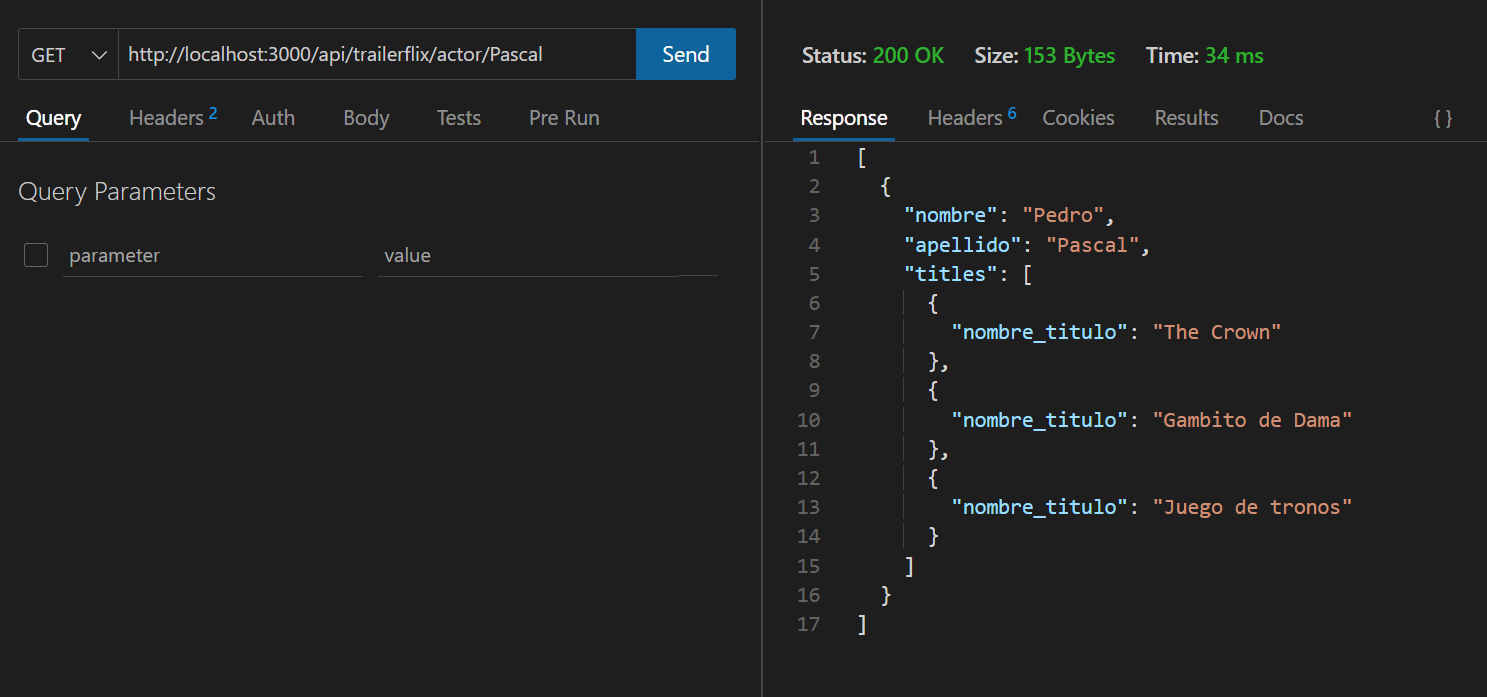 GET http://localhost:3000/api/trailerflix/actor/Pascal Send
Query Headers 2 Auth Body Tests Pre Run
Query Parameters
parameter value
Status: 200 OK Size: 153 Bytes Time: 34 ms
Response Headers 6 Cookies Results Docs { }
1 [
2 {
3 "nombre": "Pedro",
4 "apellido": "Pascal",
5 "titles": [
6 {
7 "nombre_titulo": "The Crown"
8 },
9 {
10 "nombre_titulo": "Gambito de Dama"
11 },
12 {
13 "nombre_titulo": "Juego de tronos"
14 }
15 ]
16 }
17 ]